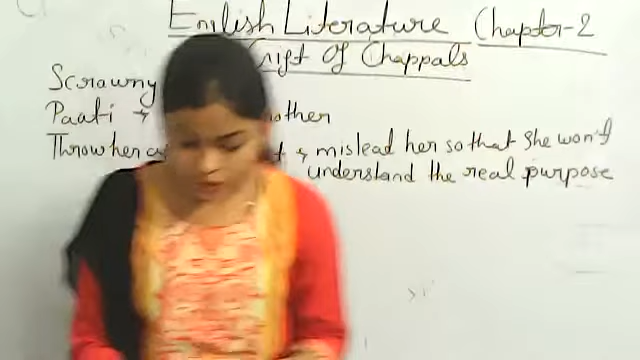 English Literature Chapter-2
Gift Of Chappals
Scrawny
Paati → other
Throw her → mislead her so that she won't
understand the real purpose